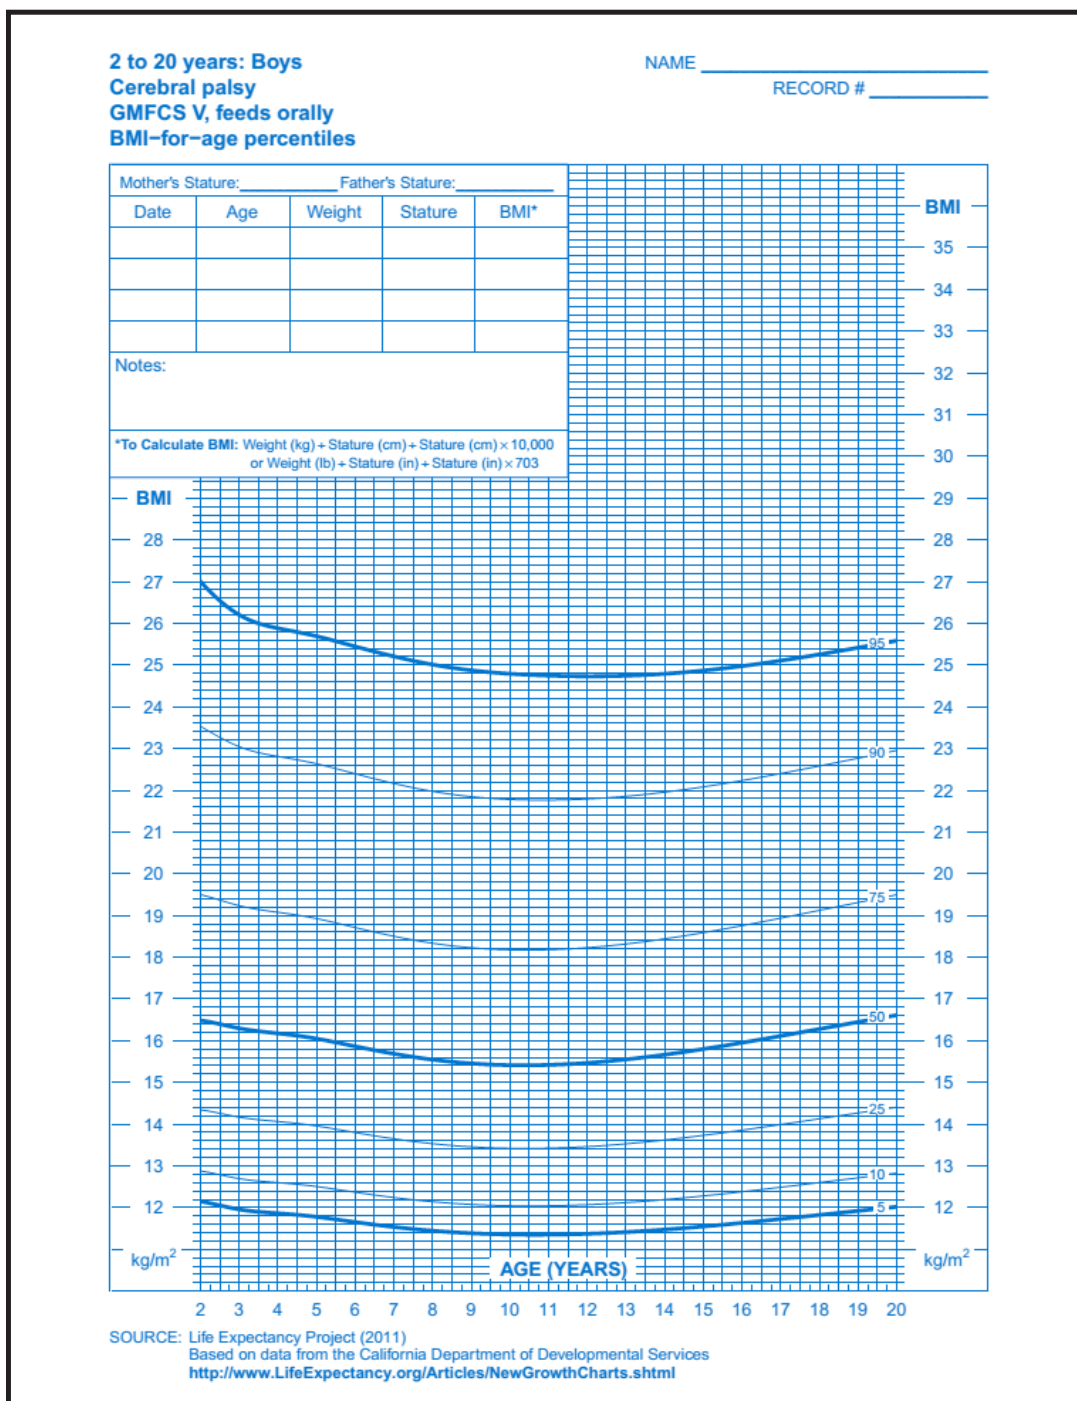 2 to 20 years: Boys
Cerebral palsy
GMFCS V, feeds orally
BMI−for−age percentiles
NAME
RECORD #
Mother's Stature: Father's Stature:
Date Age Weight Stature BMI*
Notes:
*To Calculate BMI: Weight (kg) ÷ Stature (cm) ÷ Stature (cm) × 10,000
or Weight (lb) ÷ Stature (in) ÷ Stature (in) × 703
BMI
35
34
33
32
31
30
BMI 29
28 28
27 27
26 26
95
25 25
24 24
23 23
90
22 22
21 21
20 20
75
19 19
18 18
17 17
50
16 16
15 15
25
14 14
13 13
10
12 12
5
kg/m² kg/m²
AGE (YEARS)
2 3 4 5 6 7 8 9 10 11 12 13 14 15 16 17 18 19 20
SOURCE: Life Expectancy Project (2011)
Based on data from the California Department of Developmental Services
http://www.LifeExpectancy.org/Articles/NewGrowthCharts.shtml